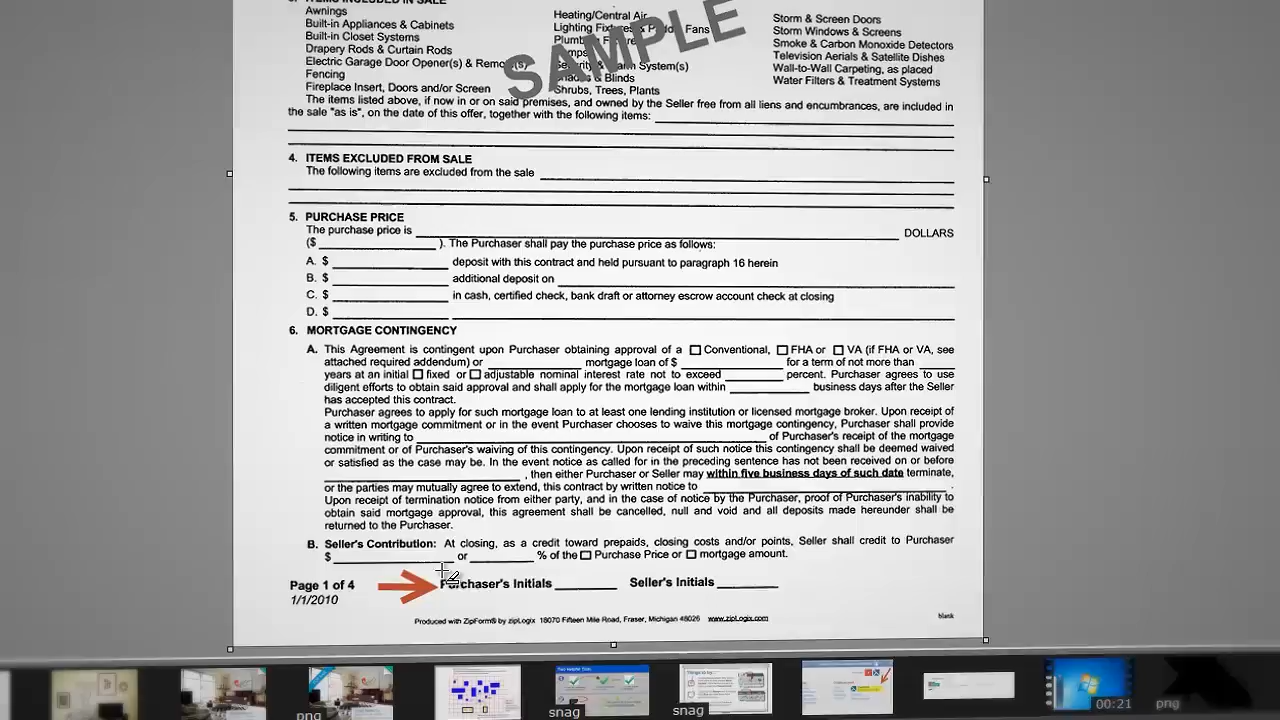 3. ITEMS INCLUDED IN SALE
Awnings
Built-in Appliances & Cabinets
Built-in Closet Systems
Drapery Rods & Curtain Rods
Electric Garage Door Opener(s) & Remote(s)
Fencing
Fireplace Insert, Doors and/or Screen
Heating/Central Air
Lighting Fixtures & Paddle Fans
Plumbing Fixtures
Pumps
Security & Alarm System(s)
Shades & Blinds
Shrubs, Trees, Plants
Storm & Screen Doors
Storm Windows & Screens
Smoke & Carbon Monoxide Detectors
Television Aerials & Satellite Dishes
Wall-to-Wall Carpeting, as placed
Water Filters & Treatment Systems
SAMPLE
The items listed above, if now in or on said premises, and owned by the Seller free from all liens and encumbrances, are included in
the sale "as is", on the date of this offer, together with the following items:
4. ITEMS EXCLUDED FROM SALE
The following items are excluded from the sale
5. PURCHASE PRICE
The purchase price is DOLLARS
($ ). The Purchaser shall pay the purchase price as follows:
A. $ deposit with this contract and held pursuant to paragraph 16 herein
B. $ additional deposit on
C. $ in cash, certified check, bank draft or attorney escrow account check at closing
D. $
6. MORTGAGE CONTINGENCY
A. This Agreement is contingent upon Purchaser obtaining approval of a Conventional, FHA or VA (if FHA or VA, see
attached required addendum) or mortgage loan of $ for a term of not more than
years at an initial fixed or adjustable nominal interest rate not to exceed percent. Purchaser agrees to use
diligent efforts to obtain said approval and shall apply for the mortgage loan within business days after the Seller
has accepted this contract.
Purchaser agrees to apply for such mortgage loan to at least one lending institution or licensed mortgage broker. Upon receipt of
a written mortgage commitment or in the event Purchaser chooses to waive this mortgage contingency, Purchaser shall provide
notice in writing to of Purchaser's receipt of the mortgage
commitment or of Purchaser's waiving of this contingency. Upon receipt of such notice this contingency shall be deemed waived
or satisfied as the case may be. In the event notice as called for in the preceding sentence has not been received on or before
, then either Purchaser or Seller may within five business days of such date terminate,
or the parties may mutually agree to extend, this contract by written notice to .
Upon receipt of termination notice from either party, and in the case of notice by the Purchaser, proof of Purchaser's inability to
obtain said mortgage approval, this agreement shall be cancelled, null and void and all deposits made hereunder shall be
returned to the Purchaser.
B. Seller's Contribution: At closing, as a credit toward prepaids, closing costs and/or points, Seller shall credit to Purchaser
$ or % of the Purchase Price or mortgage amount.
Page 1 of 4 Purchaser's Initials Seller's Initials
1/1/2010
Produced with ZipForm® by zipLogix 18070 Fifteen Mile Road, Fraser, Michigan 48026 www.zipLogix.com
blank
png
snag
snag
00:21
png